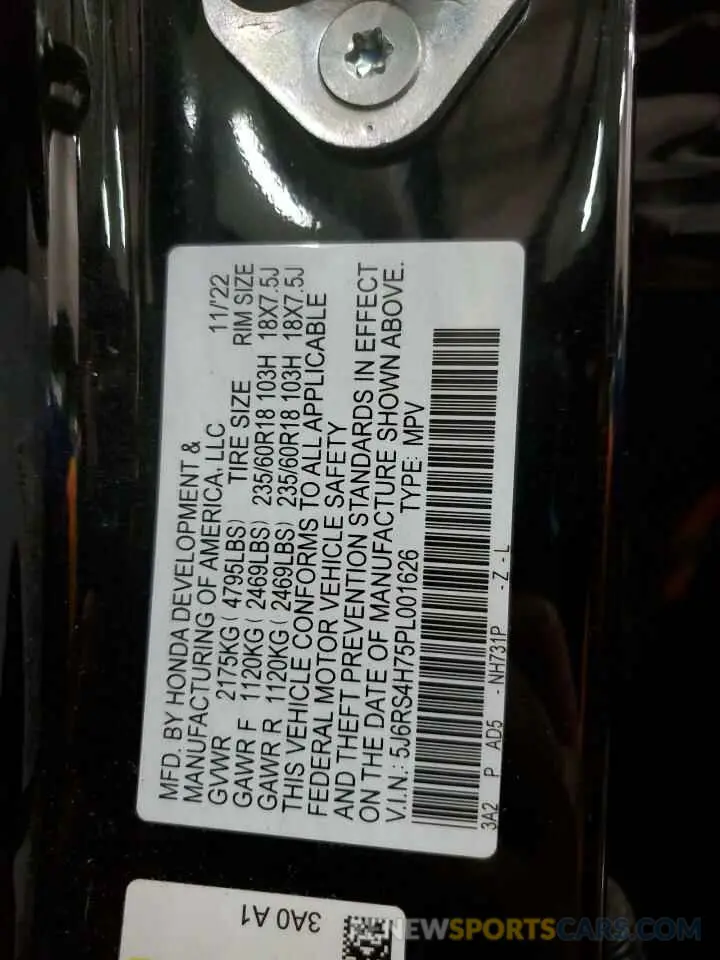 MFD. BY HONDA DEVELOPMENT &
MANUFACTURING OF AMERICA, LLC 11/'22
GVWR 2175KG ( 4795LBS) TIRE SIZE RIM SIZE
GAWR F 1120KG ( 2469LBS) 235/60R18 103H 18X7.5J
GAWR R 1120KG ( 2469LBS) 235/60R18 103H 18X7.5J
THIS VEHICLE CONFORMS TO ALL APPLICABLE
FEDERAL MOTOR VEHICLE SAFETY
AND THEFT PREVENTION STANDARDS IN EFFECT
ON THE DATE OF MANUFACTURE SHOWN ABOVE.
V.I.N.: 5J6RS4H75PL001626 TYPE: MPV
3A2 P AD5 -NH731P -Z-L
3A0 A1
RENEWSPORTSCARS.COM